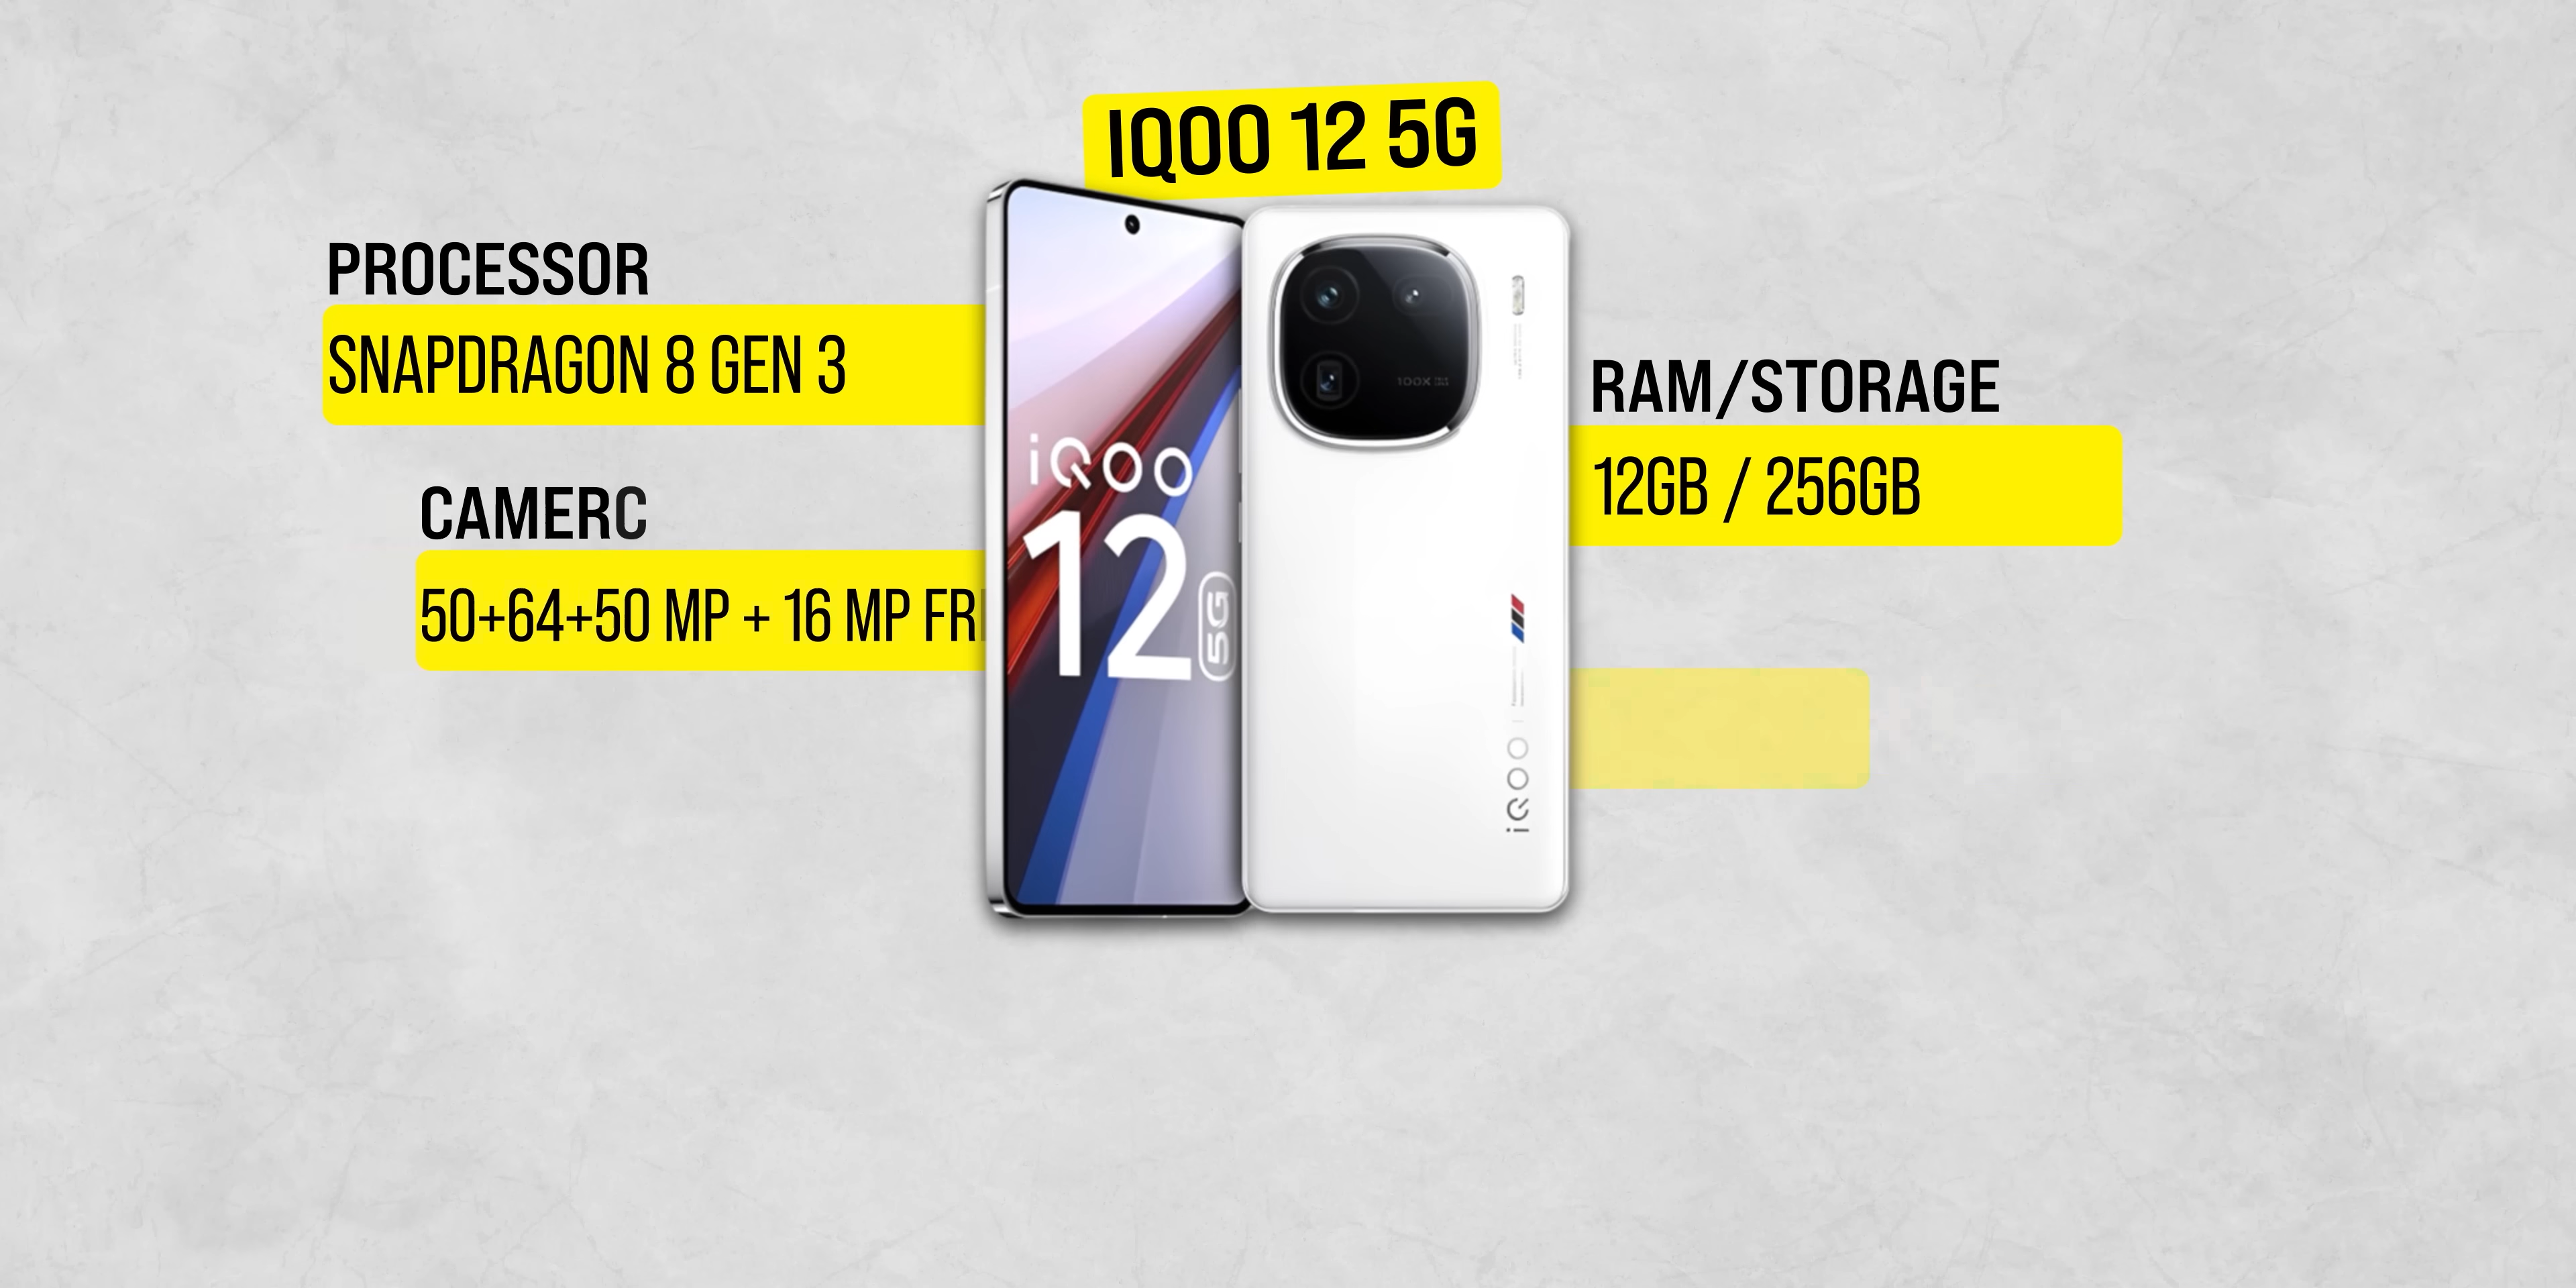 IQOO 12 5G
PROCESSOR
SNAPDRAGON 8 GEN 3
CAMERC
50+64+50 MP + 16 MP FR
RAM/STORAGE
12GB / 256GB
iQOO
12
5G
100X
iQOO